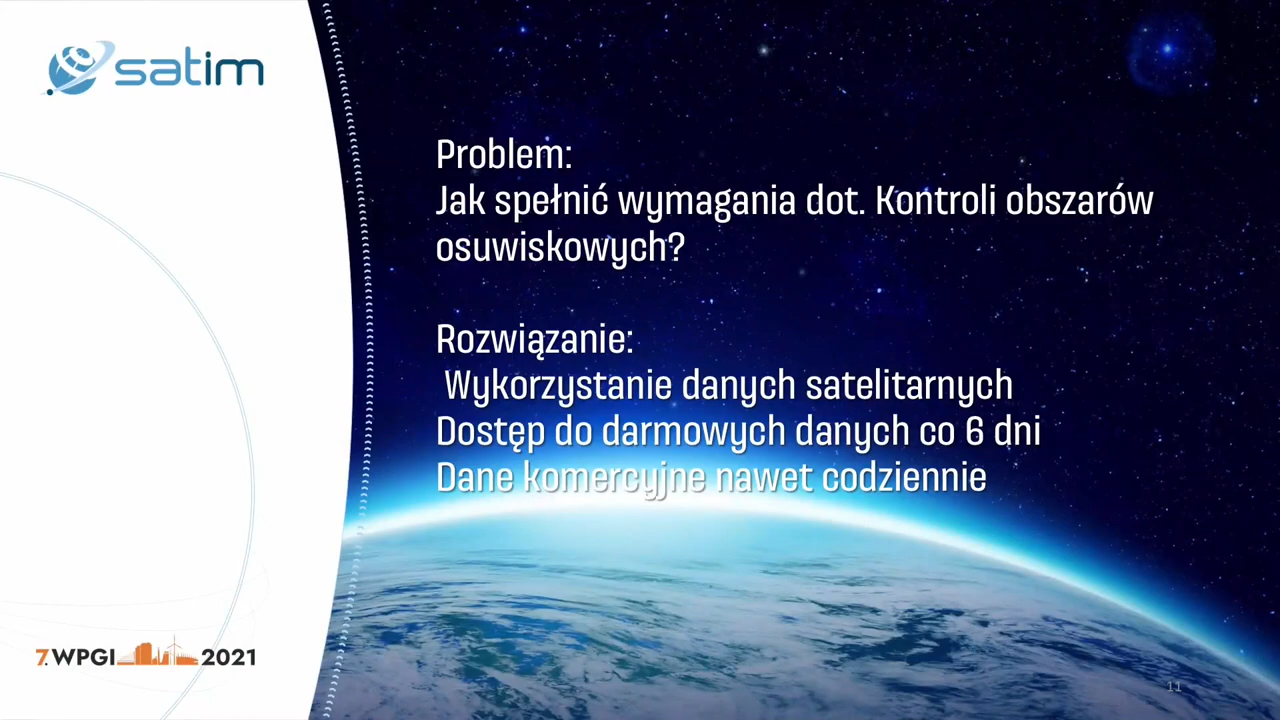 satim
Problem:
Jak spełnić wymagania dot. Kontroli obszarów
osuwiskowych?
Rozwiązanie:
Wykorzystanie danych satelitarnych
Dostęp do darmowych danych co 6 dni
Dane komercyjne nawet codziennie
7.WPGI 2021
11